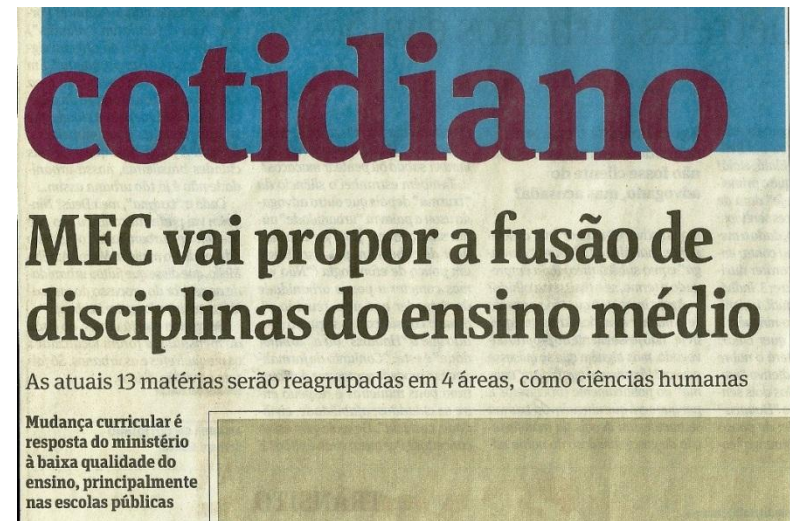 cotidiano
MEC vai propor a fusão de
disciplinas do ensino médio
As atuais 13 matérias serão reagrupadas em 4 áreas, como ciências humanas
Mudança curricular é
resposta do ministério
à baixa qualidade do
ensino, principalmente
nas escolas públicas